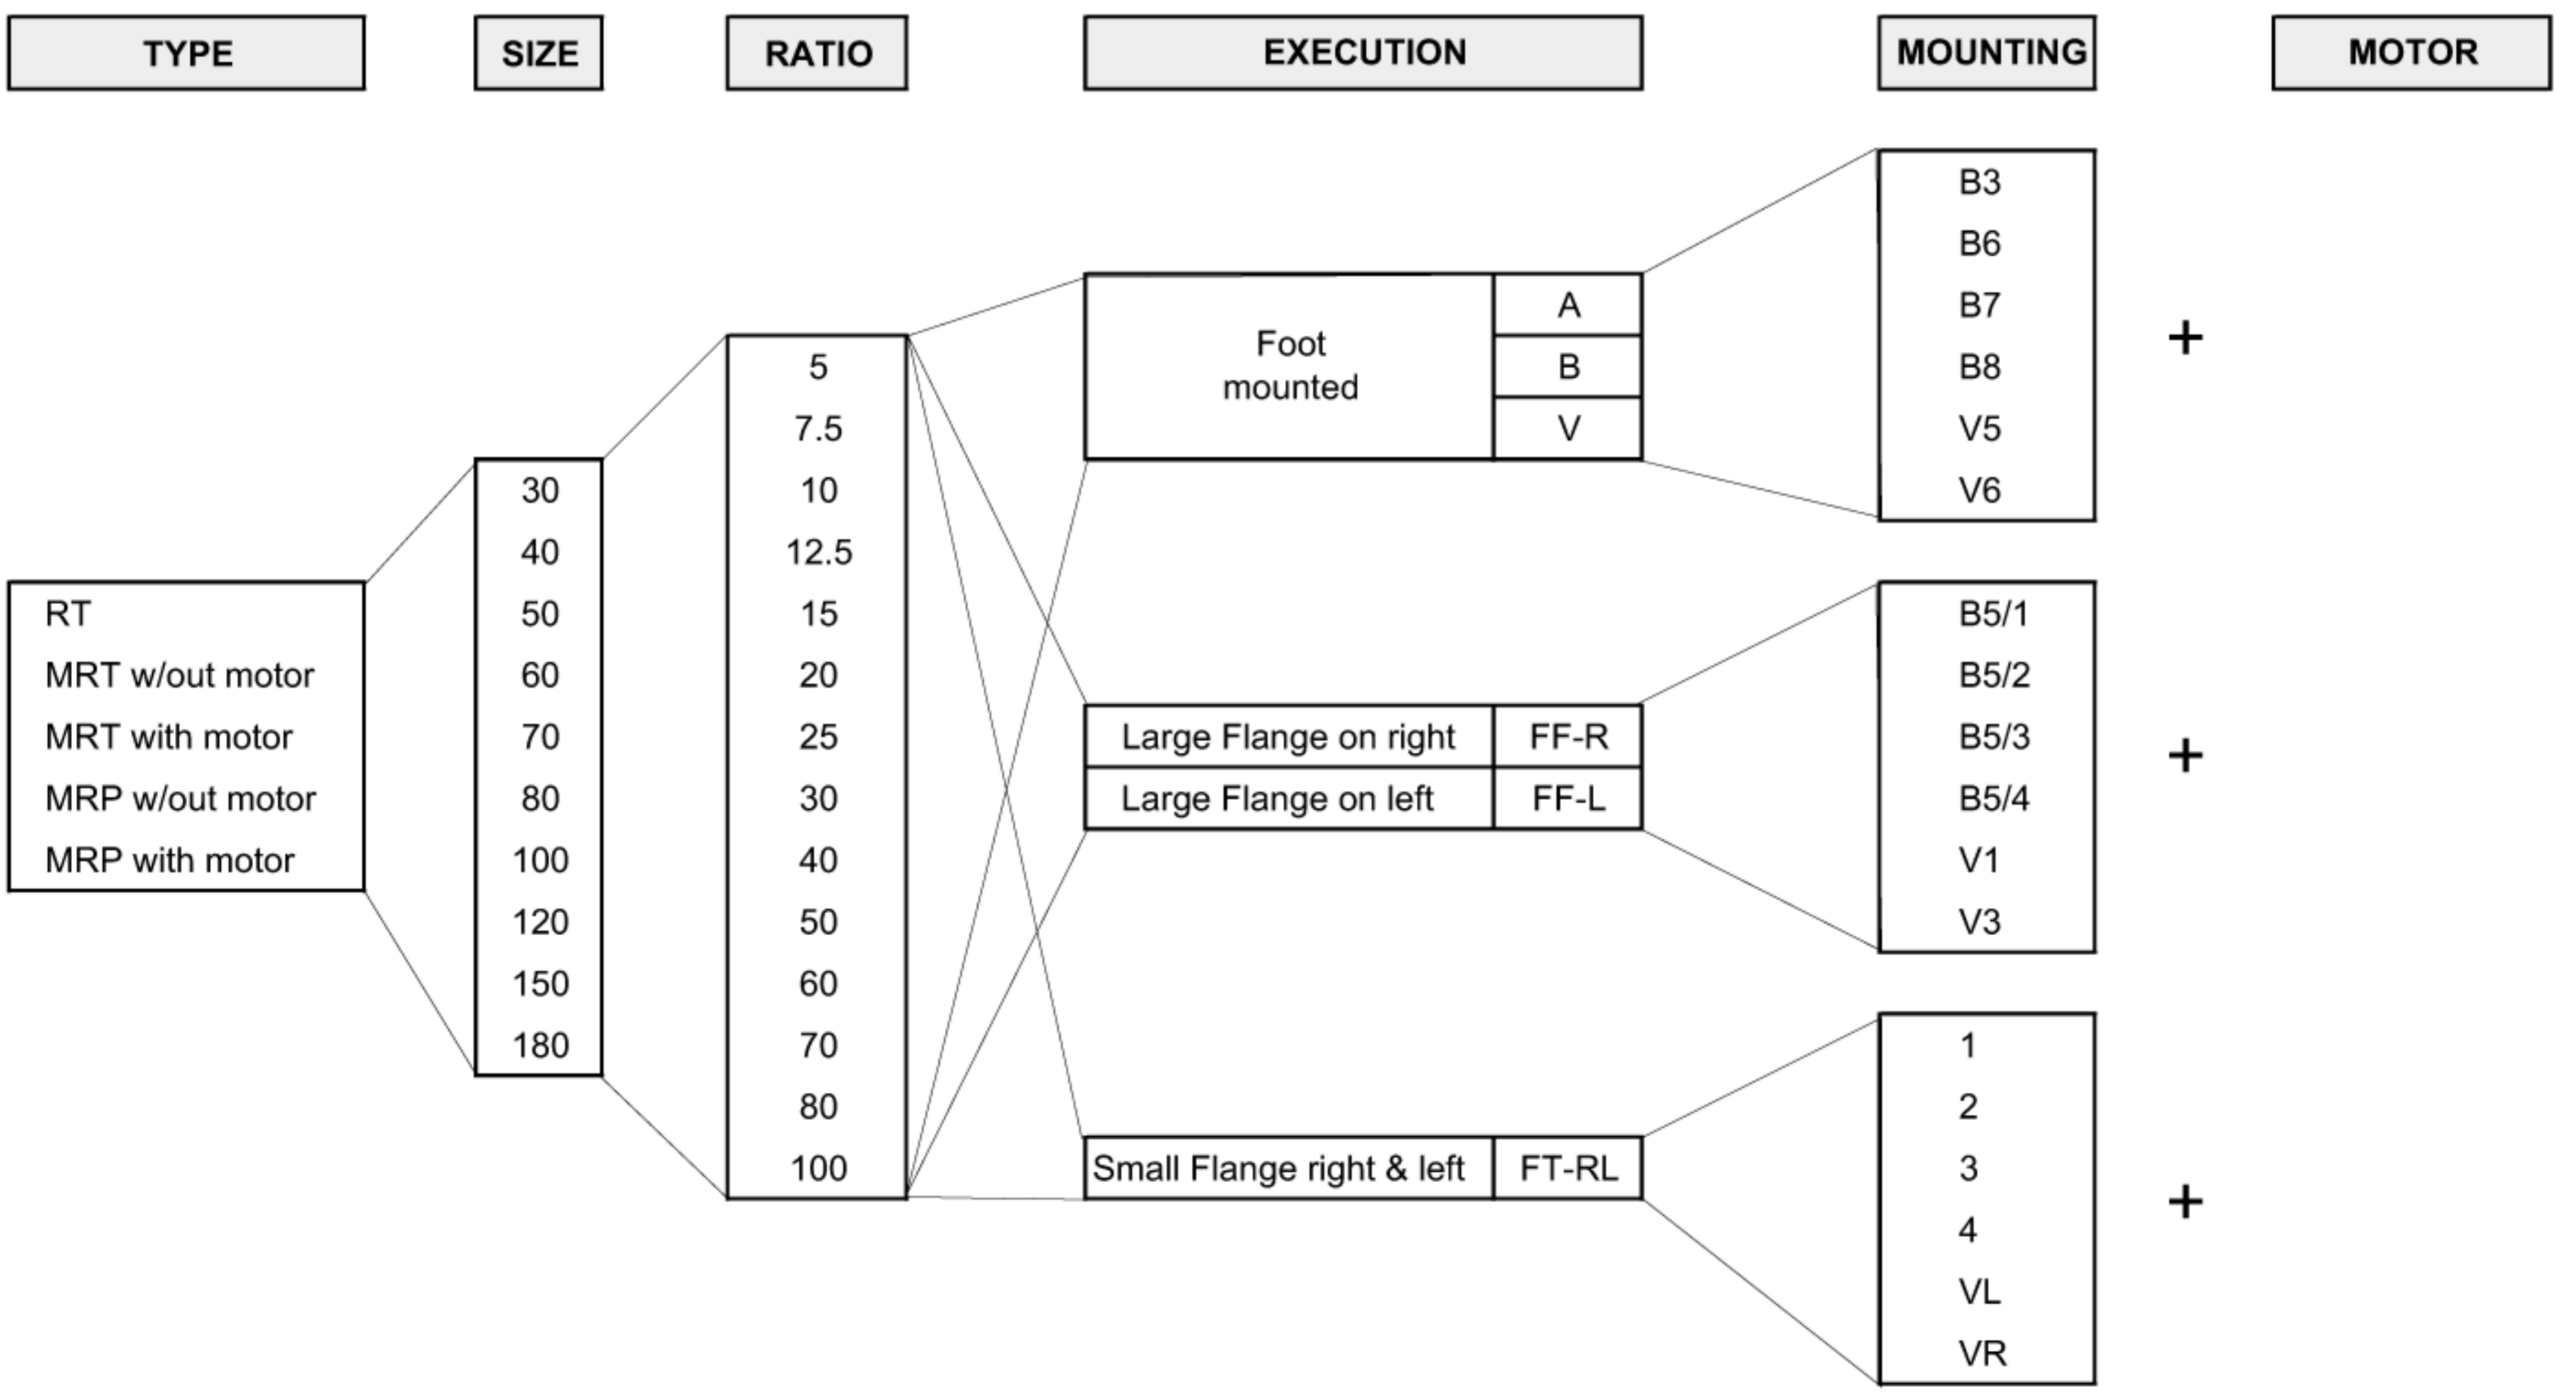 TYPE
SIZE
RATIO
EXECUTION
MOUNTING
MOTOR
RT
MRT w/out motor
MRT with motor
MRP w/out motor
MRP with motor
30
40
50
60
70
80
100
120
150
180
5
7.5
10
12.5
15
20
25
30
40
50
60
70
80
100
Foot
mounted
A
B
V
Large Flange on right
FF-R
Large Flange on left
FF-L
Small Flange right & left
FT-RL
B3
B6
B7
B8
V5
V6
+
B5/1
B5/2
B5/3
B5/4
V1
V3
+
1
2
3
4
VL
VR
+